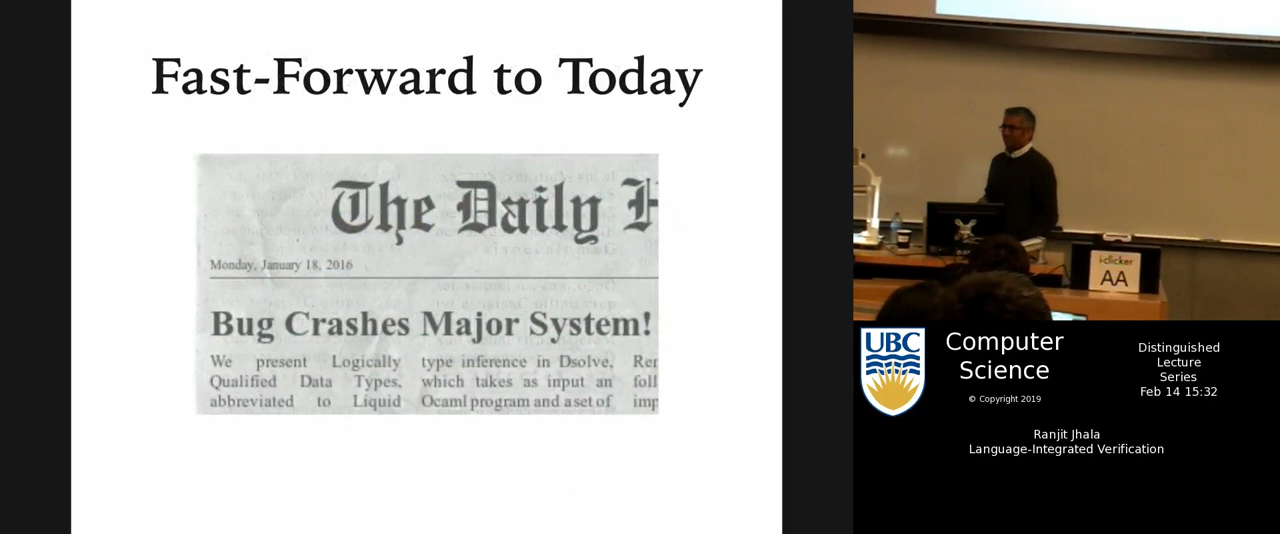 Fast-Forward to Today
The Daily H
Monday, January 18, 2016
Bug Crashes Major System!
We present Logically type inference in Dsolve, Rer
Qualified Data Types, which takes as input an foll
abbreviated to Liquid Ocaml program and a set of imp
i-clicker
AA
UBC
Computer
Science
© Copyright 2019
Distinguished
Lecture
Series
Feb 14 15:32
Ranjit Jhala
Language-Integrated Verification